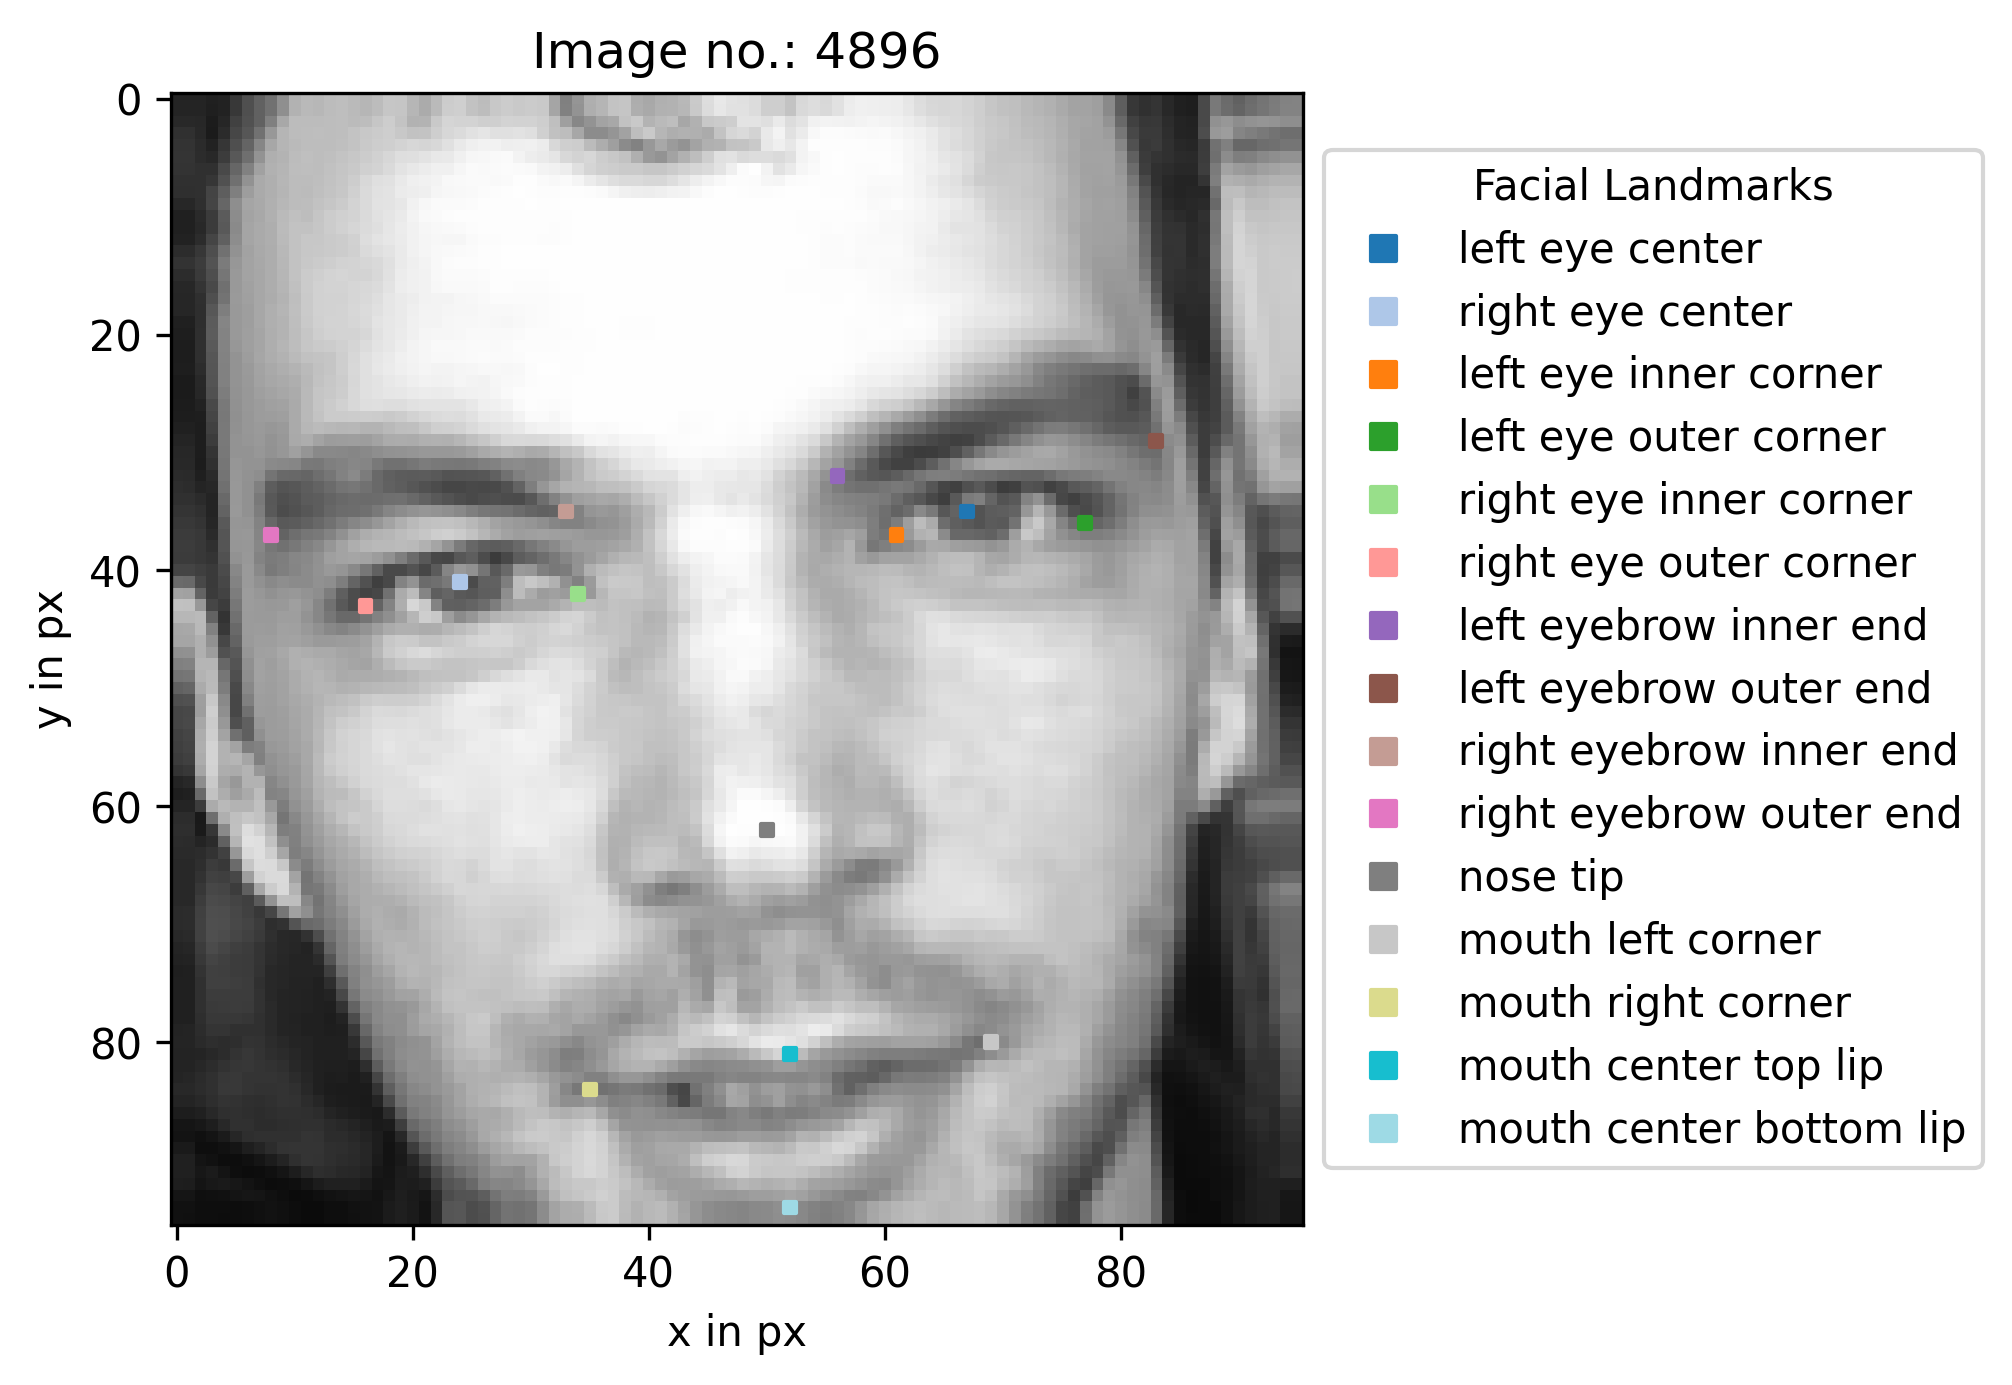 Image no.: 4896
0
20
40
60
80
y in px
0 20 40 60 80
x in px
Facial Landmarks
left eye center
right eye center
left eye inner corner
left eye outer corner
right eye inner corner
right eye outer corner
left eyebrow inner end
left eyebrow outer end
right eyebrow inner end
right eyebrow outer end
nose tip
mouth left corner
mouth right corner
mouth center top lip
mouth center bottom lip